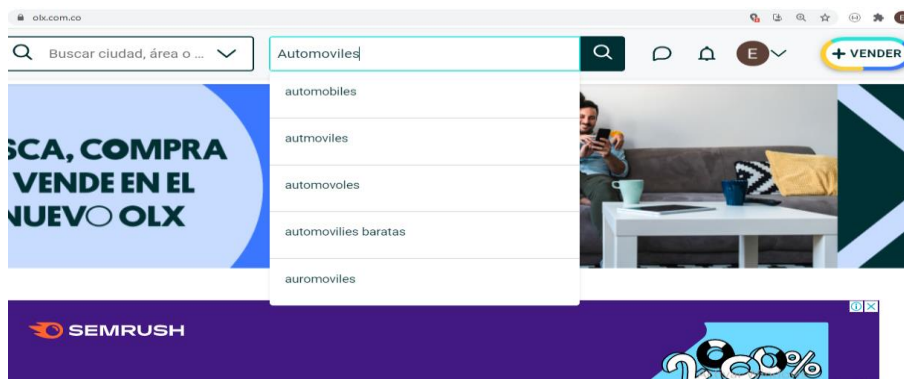 olx.com.co
Buscar ciudad, área o ...
Automoviles
E
+ VENDER
automobiles
autmoviles
automovoles
automovilies baratas
auromoviles
SCA, COMPRA
VENDE EN EL
NUEVO OLX
SEMRUSH